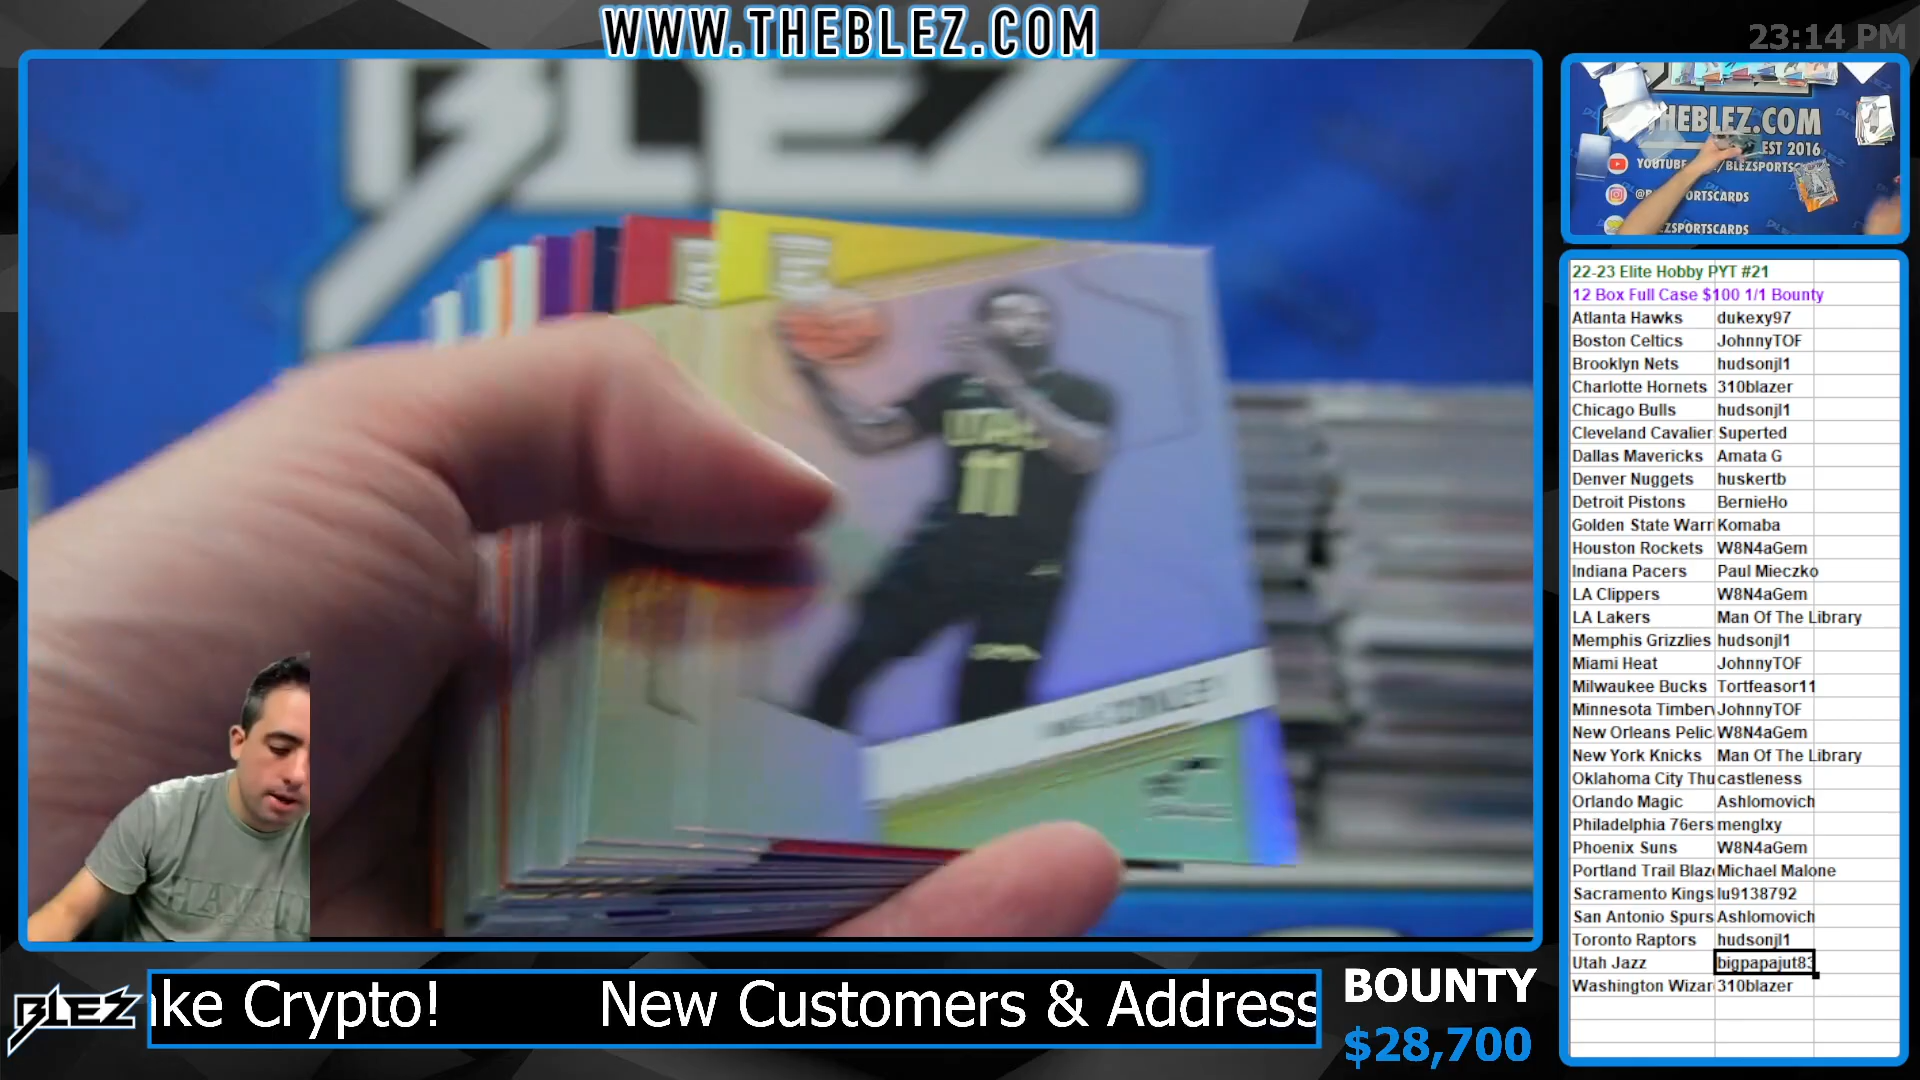 WWW.THEBLEZ.COM
23:14 PM
BLEZ
THEBLEZ.COM
EST 2016
YOUTUBE
/BLEZSPORTSC
ORTSCARDS
EZSPORTSCARDS
UTAH
11
22-23 Elite Hobby PYT #21
12 Box Full Case $100 1/1 Bounty
Atlanta Hawks dukexy97
Boston Celtics JohnnyTOF
Brooklyn Nets hudsonjl1
Charlotte Hornets 310blazer
Chicago Bulls hudsonjl1
Cleveland Cavalier Superted
Dallas Mavericks Amata G
Denver Nuggets huskertb
Detroit Pistons BernieHo
Golden State Warr Komaba
Houston Rockets W8N4aGem
Indiana Pacers Paul Mieczko
LA Clippers W8N4aGem
LA Lakers Man Of The Library
Memphis Grizzlies hudsonjl1
Miami Heat JohnnyTOF
Milwaukee Bucks Tortfeasor11
Minnesota Timberv JohnnyTOF
New Orleans Pelic W8N4aGem
New York Knicks Man Of The Library
Oklahoma City Thu castleness
Orlando Magic Ashlomovich
Philadelphia 76ers menglxy
Phoenix Suns W8N4aGem
Portland Trail Blaz Michael Malone
Sacramento Kings lu9138792
San Antonio Spurs Ashlomovich
Toronto Raptors hudsonjl1
Utah Jazz bigpapajut83
Washington Wizar 310blazer
BLEZ
ke Crypto! New Customers & Address
BOUNTY
$28,700